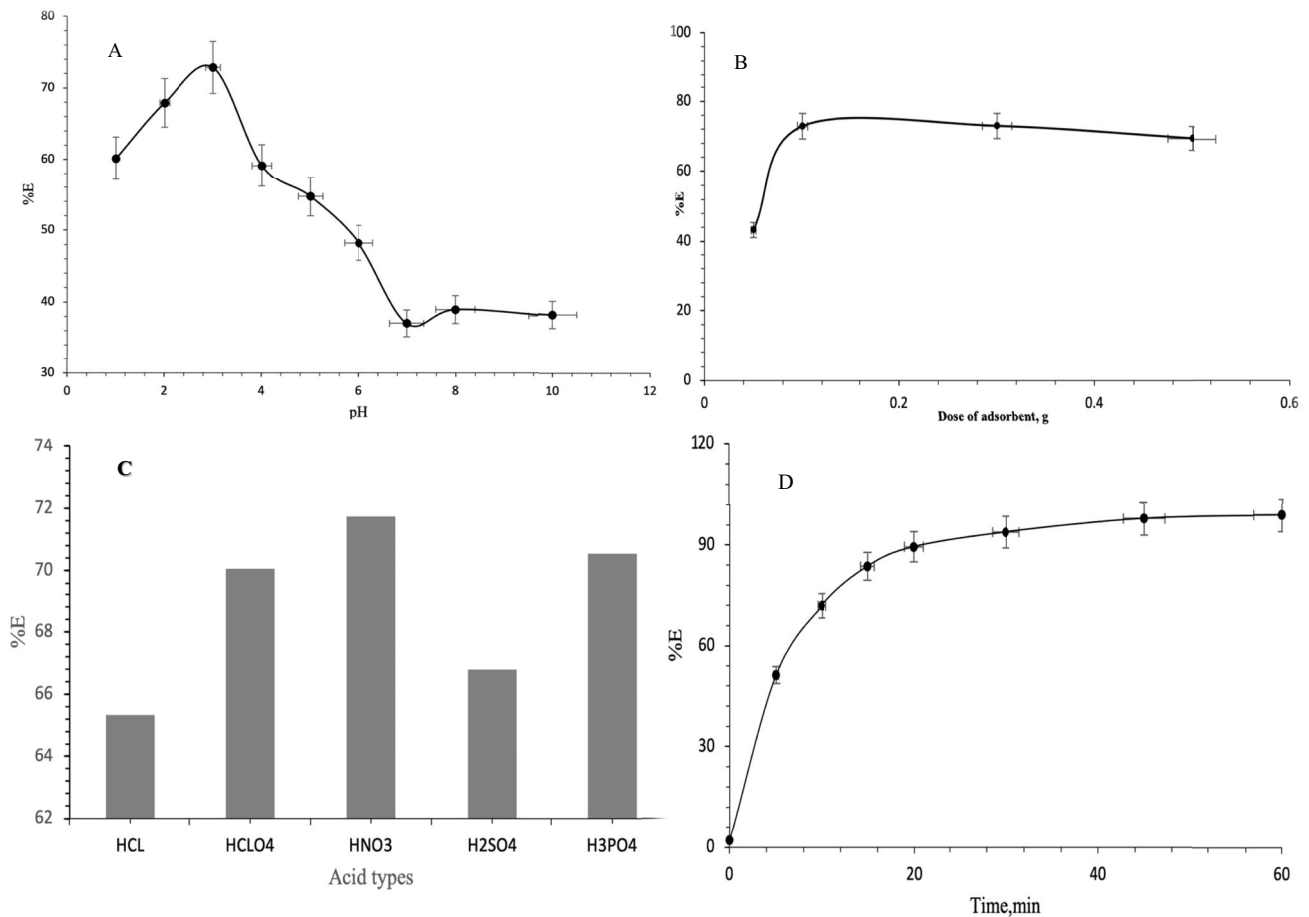 A
%E
80
70
60
50
40
30
0
2
4
6
8
10
12
pH
B
%E
100
80
60
40
20
0
0
0.2
0.4
0.6
Dose of adsorbent, g
C
%E
74
72
70
68
66
64
62
HCL
HCLO4
HNO3
H2SO4
H3PO4
Acid types
D
%E
120
90
60
30
0
0
20
40
60
Time,min